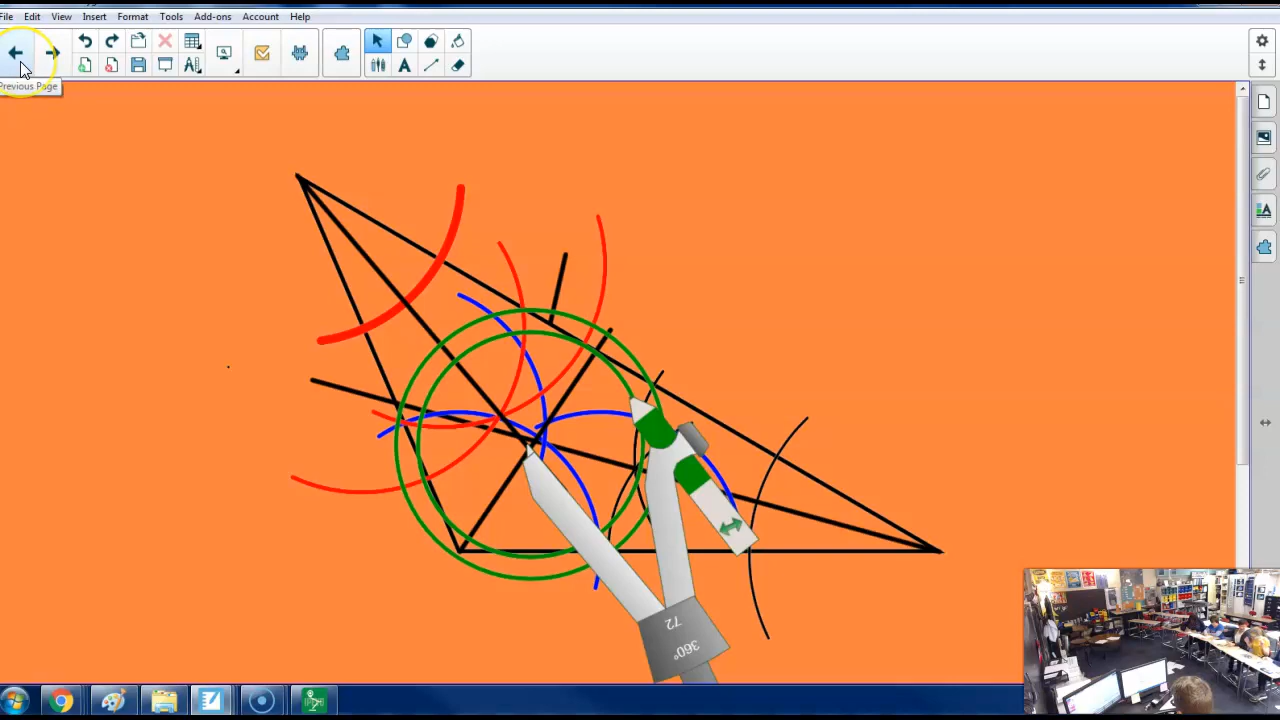 File Edit View Insert Format Tools Add-ons Account Help
Previous Page
72
360°